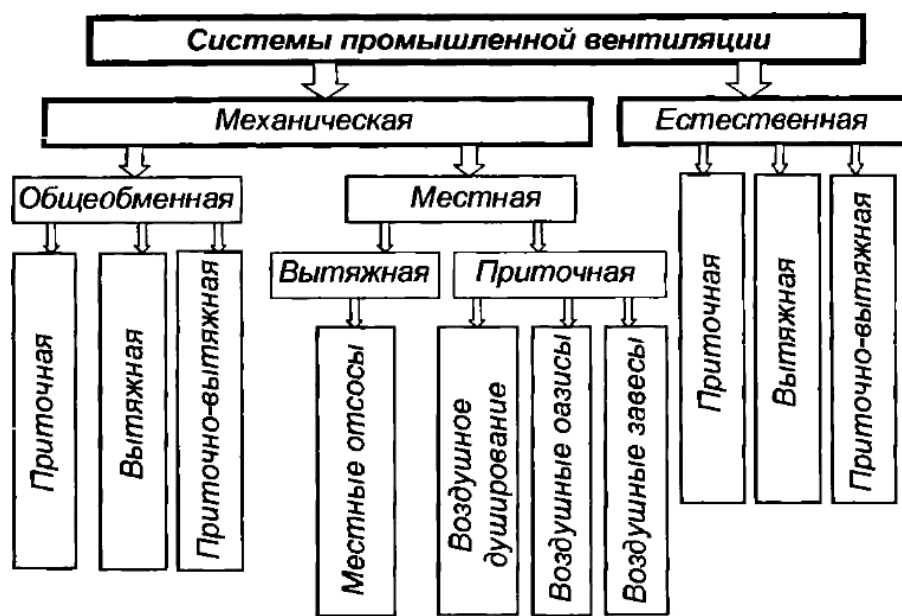 Системы промышленной вентиляции
Механическая
Естественная
Общеобменная
Местная
Вытяжная
Приточная
Приточная
Вытяжная
Приточно-вытяжная
Местные отсосы
Воздушное
душирование
Воздушные оазисы
Воздушные завесы
Приточная
Вытяжная
Приточно-вытяжная